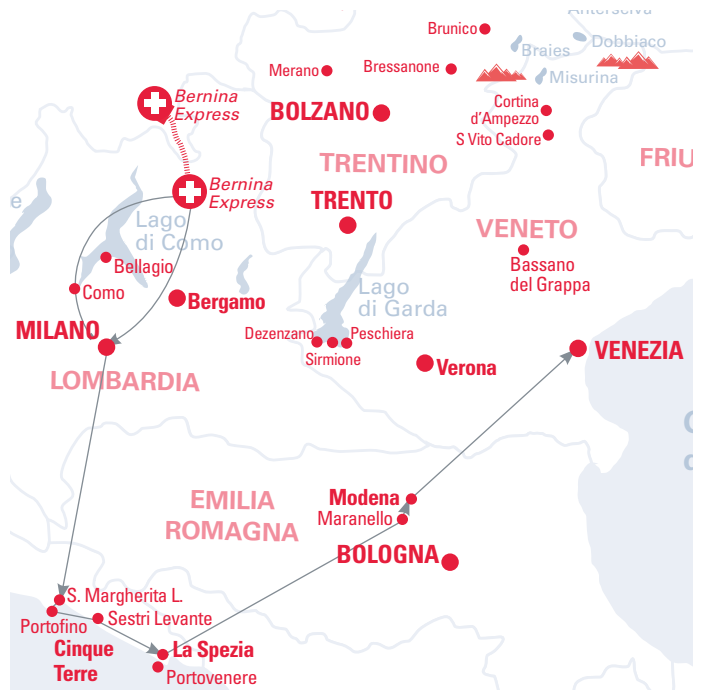 Anterselva
Brunico
Braies
Dobbiaco
Merano
Bressanone
Misurina
Bernina
Express
BOLZANO
Cortina
d'Ampezzo
S Vito Cadore
TRENTINO
FRIU
Bernina
Express
TRENTO
e
Lago
di Como
VENETO
Bellagio
Bassano
del Grappa
Lago
di Garda
Como
Bergamo
MILANO
Dezenzano
Peschiera
Sirmione
VENEZIA
Verona
LOMBARDIA
EMILIA
ROMAGNA
Modena
Maranello
BOLOGNA
S. Margherita L.
Portofino
Sestri Levante
Cinque
Terre
La Spezia
Portovenere